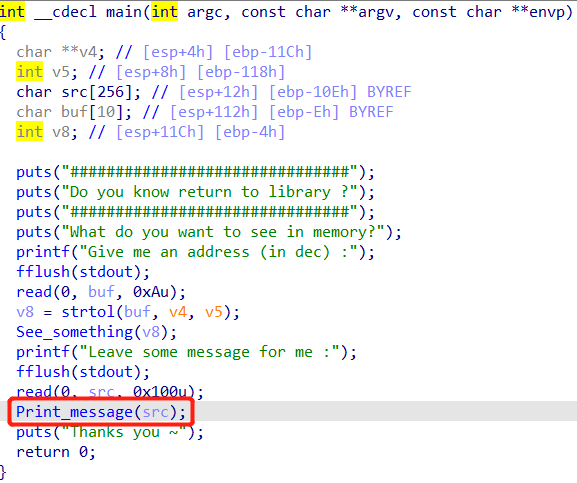 int __cdecl main(int argc, const char **argv, const char **envp)
{
char **v4; // [esp+4h] [ebp-11Ch]
int v5; // [esp+8h] [ebp-118h]
char src[256]; // [esp+12h] [ebp-10Eh] BYREF
char buf[10]; // [esp+112h] [ebp-Eh] BYREF
int v8; // [esp+11Ch] [ebp-4h]
puts("###############################");
puts("Do you know return to library ?");
puts("###############################");
puts("What do you want to see in memory?");
printf("Give me an address (in dec) :");
fflush(stdout);
read(0, buf, 0xAu);
v8 = strtol(buf, v4, v5);
See_something(v8);
printf("Leave some message for me :");
fflush(stdout);
read(0, src, 0x100u);
Print_message(src);
puts("Thanks you ~");
return 0;
}